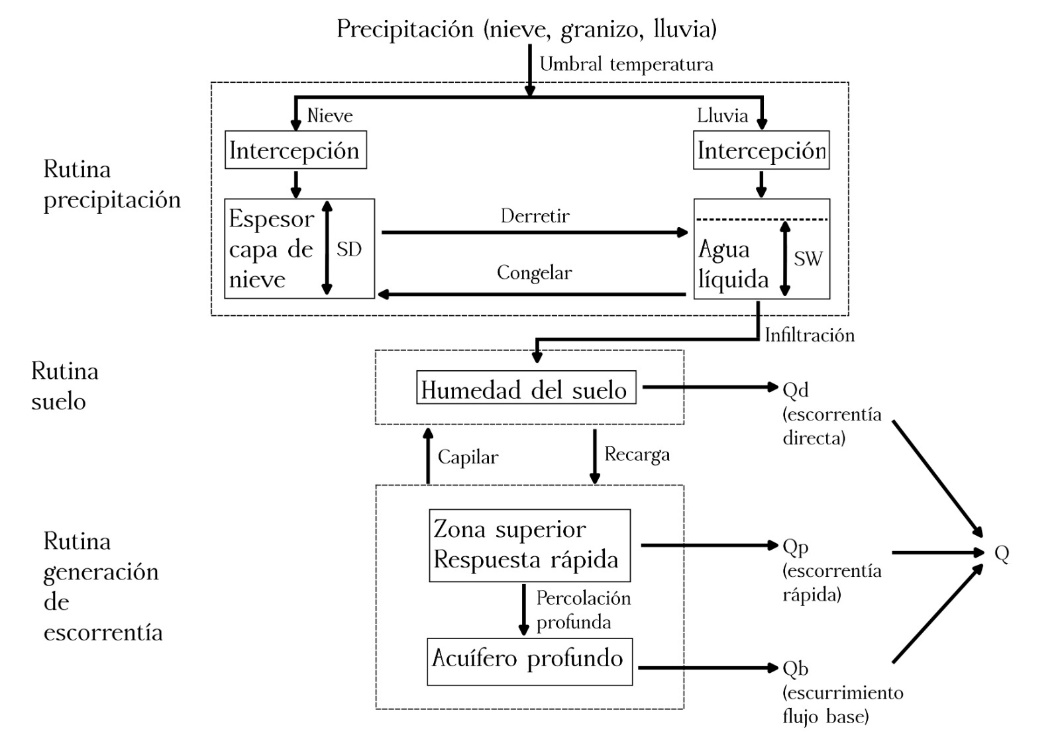 Precipitación (nieve, granizo, lluvia)
Umbral temperatura
Nieve
Lluvia
Intercepción
Intercepción
Rutina
precipitación
Espesor
capa de
nieve
SD
Derretir
Congelar
Agua
líquida
SW
Infiltración
Rutina
suelo
Humedad del suelo
Qd
(escorrentía
directa)
Capilar
Recarga
Rutina
generación
de
escorrentía
Zona superior
Respuesta rápida
Qp
(escorrentía
rápida)
Q
Percolación
profunda
Acuífero profundo
Qb
(escurrimiento
flujo base)